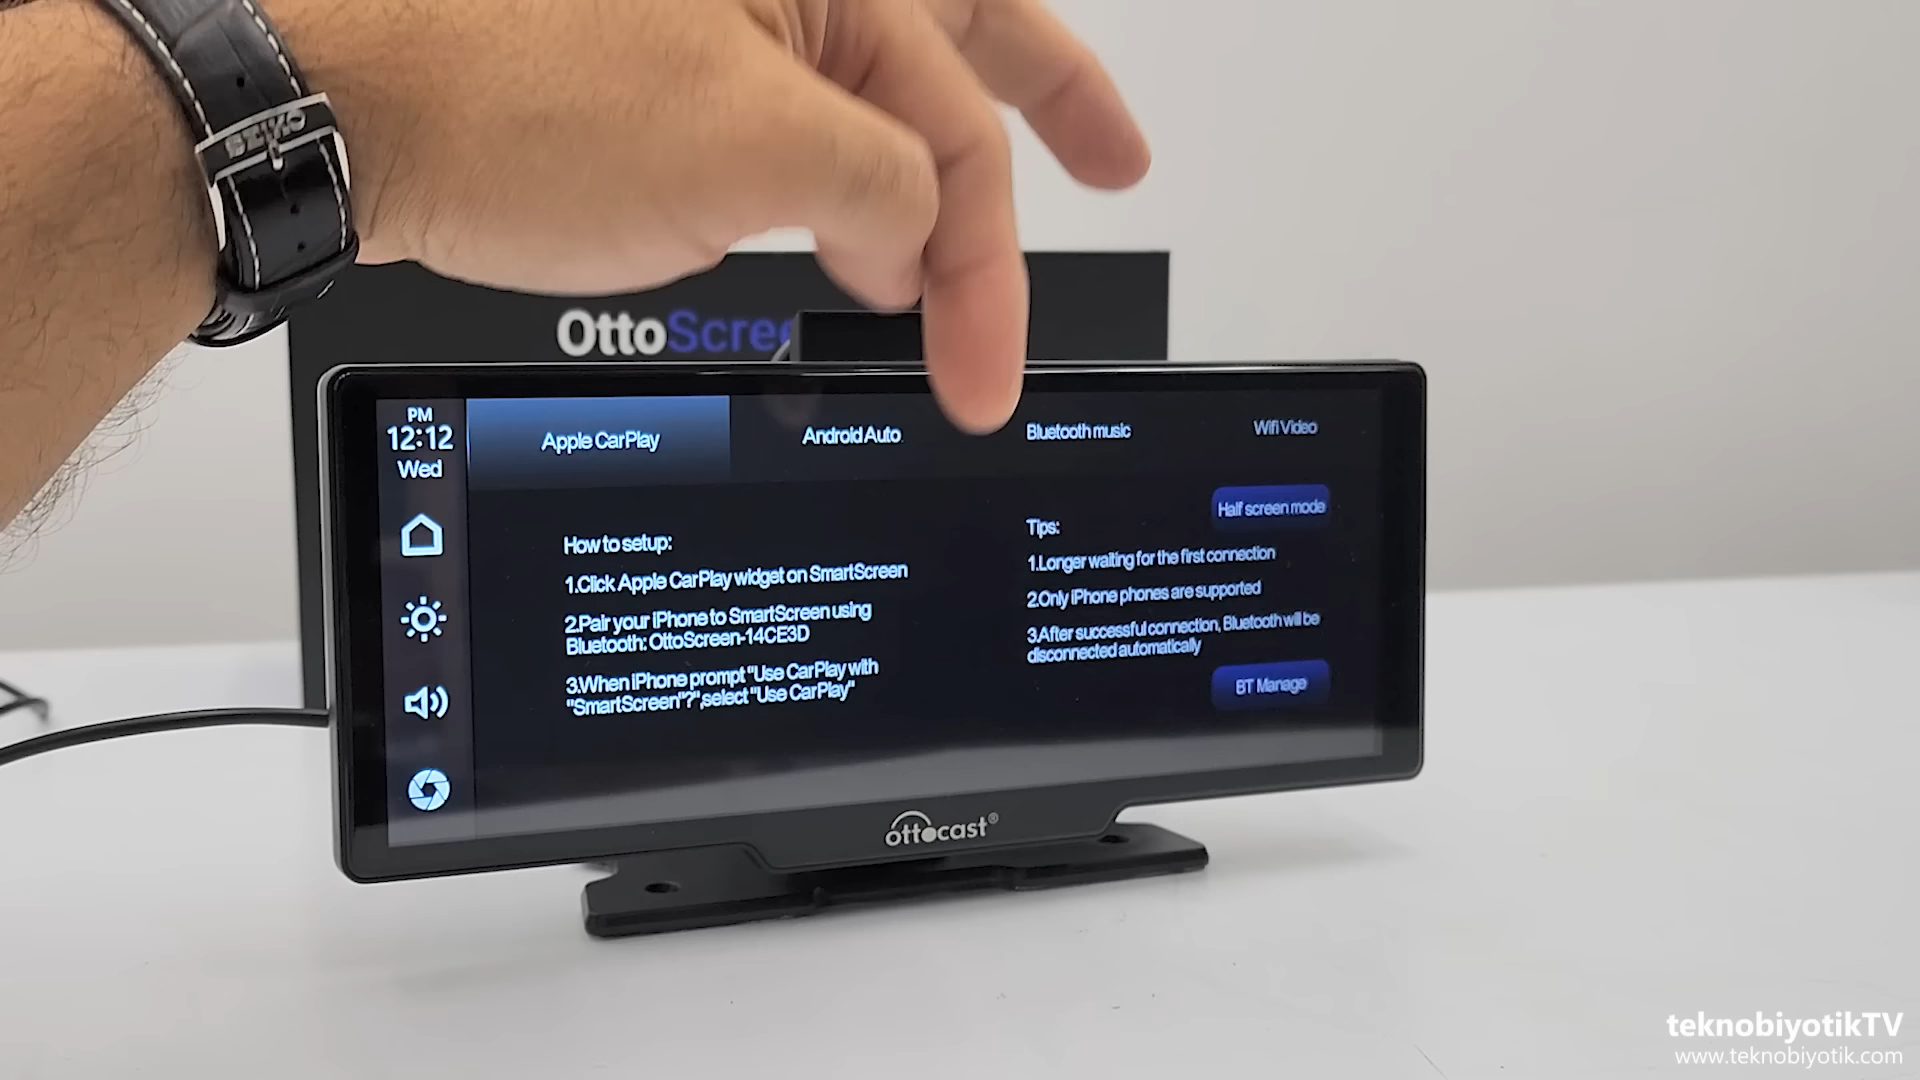 OttoScree
PM
12:12
Wed
Apple CarPlay
Android Auto
Bluetooth music
Wifi Video
How to setup:
1.Click Apple CarPlay widget on SmartScreen
2.Pair your iPhone to SmartScreen using
Bluetooth: OttoScreen-14CE3D
3.When iPhone prompt "Use CarPlay with
"SmartScreen"?",select "Use CarPlay"
Half screen mode
Tips:
1.Longer waiting for the first connection
2.Only iPhone phones are supported
3.After successful connection, Bluetooth will be
disconnected automatically
BT Manage
ottocast®
teknobiyotikTV
www.teknobiyotik.com